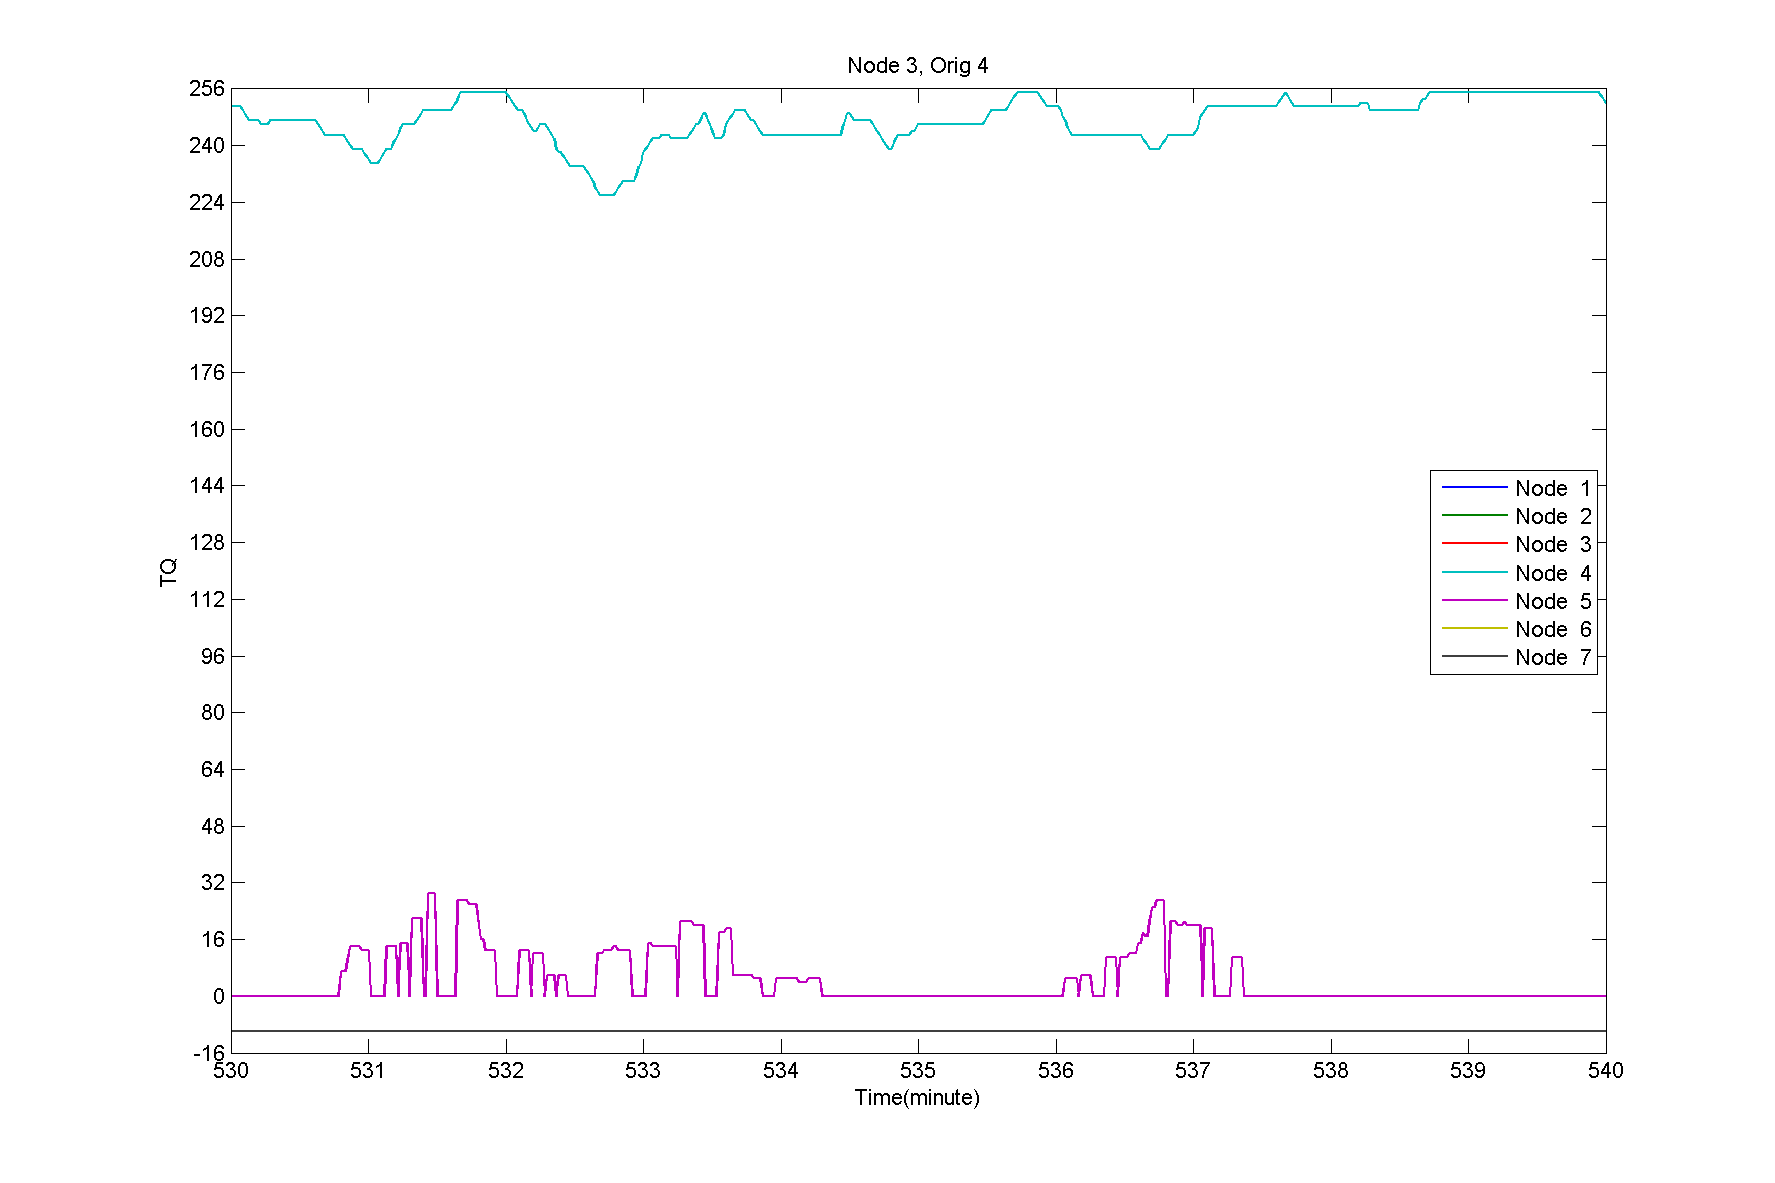 Node 3, Orig 4
256
240
224
208
192
176
160
144
128
112
96
80
64
48
32
16
0
-16
TQ
Node 1
Node 2
Node 3
Node 4
Node 5
Node 6
Node 7
530 531 532 533 534 535 536 537 538 539 540
Time(minute)